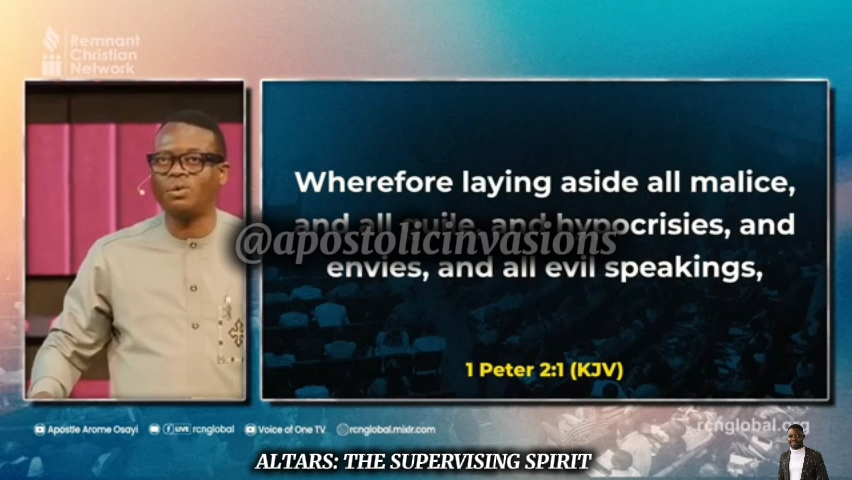 Remnant
Christian
Network
Wherefore laying aside all malice,
and all guile, and hypocrisies, and
@apostolicinvasions
envies, and all evil speakings,
1 Peter 2:1 (KJV)
Apostle Arome Osayi
LIVE rcnglobal
Voice of One TV
rcnglobal.mixlr.com
rcnglobal.org
ALTARS: THE SUPERVISING SPIRIT